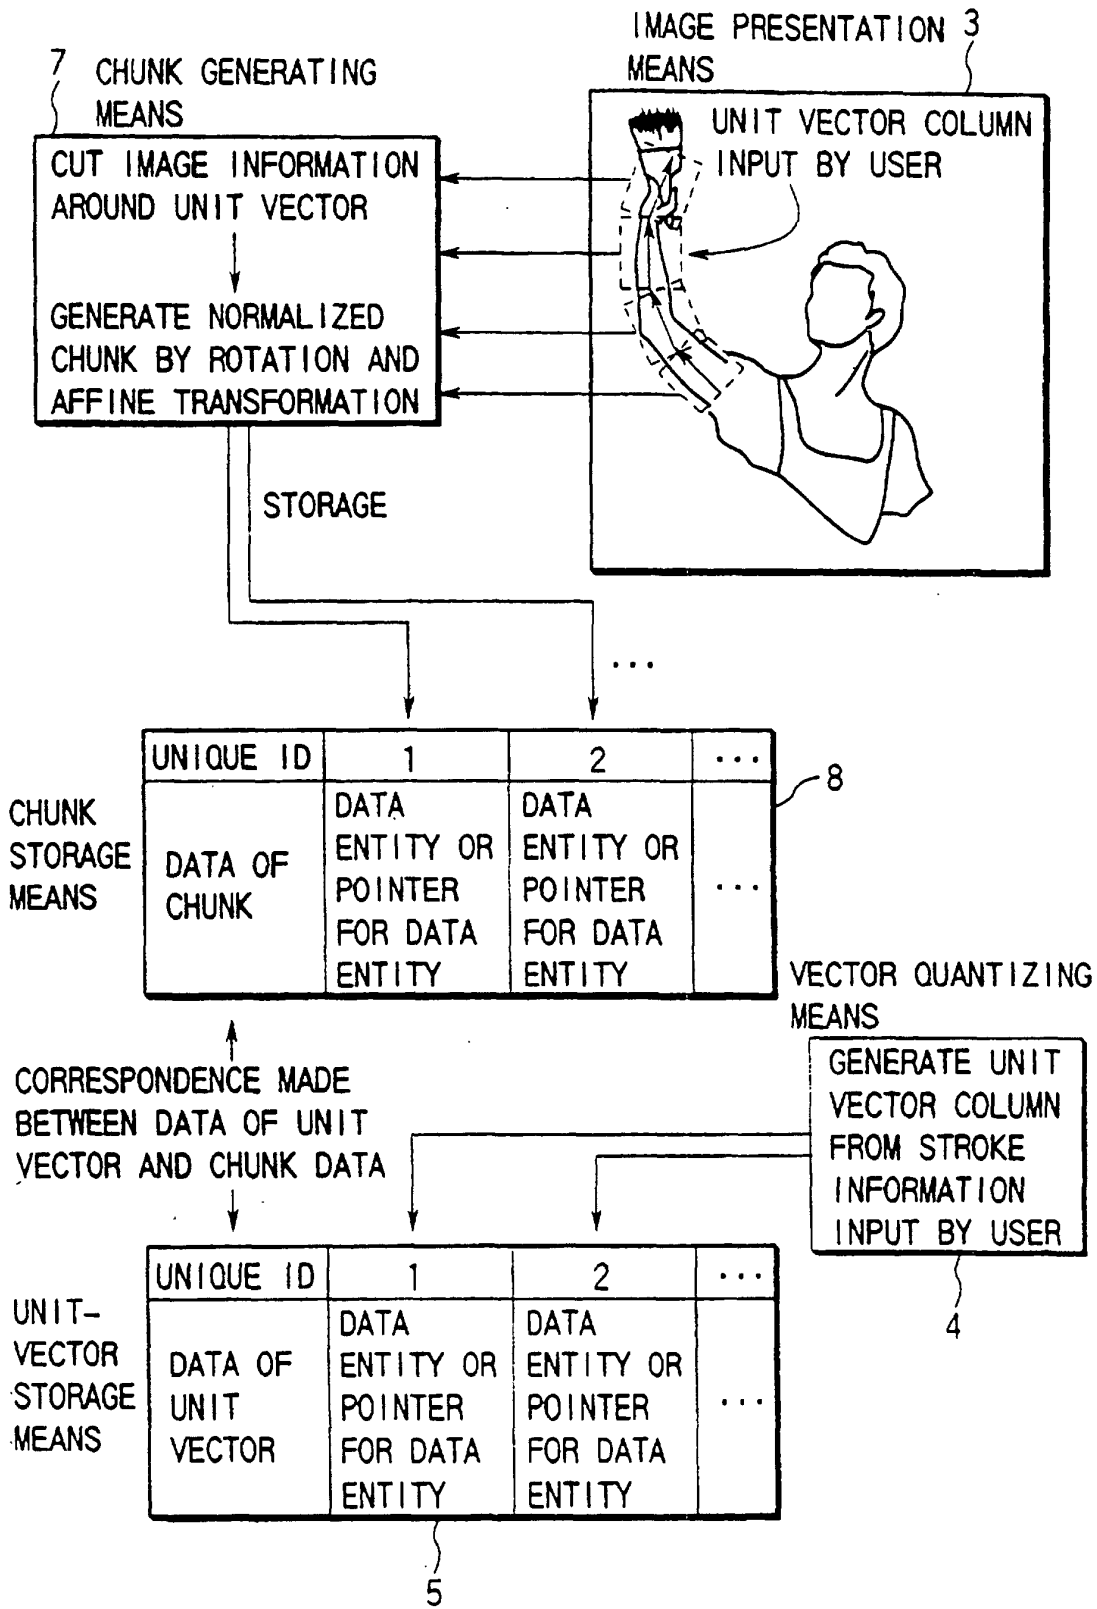 IMAGE PRESENTATION
MEANS
3
7
CHUNK GENERATING
MEANS
CUT IMAGE INFORMATION
AROUND UNIT VECTOR
GENERATE NORMALIZED
CHUNK BY ROTATION AND
AFFINE TRANSFORMATION
UNIT VECTOR COLUMN
INPUT BY USER
STORAGE
...
UNIQUE ID
1
2
...
8
CHUNK
STORAGE
MEANS
DATA OF
CHUNK
DATA
ENTITY OR
POINTER
FOR DATA
ENTITY
DATA
ENTITY OR
POINTER
FOR DATA
ENTITY
...
VECTOR QUANTIZING
MEANS
GENERATE UNIT
VECTOR COLUMN
FROM STROKE
INFORMATION
INPUT BY USER
4
CORRESPONDENCE MADE
BETWEEN DATA OF UNIT
VECTOR AND CHUNK DATA
UNIQUE ID
1
2
...
UNIT-
VECTOR
STORAGE
MEANS
DATA OF
UNIT
VECTOR
DATA
ENTITY OR
POINTER
FOR DATA
ENTITY
DATA
ENTITY OR
POINTER
FOR DATA
ENTITY
...
5